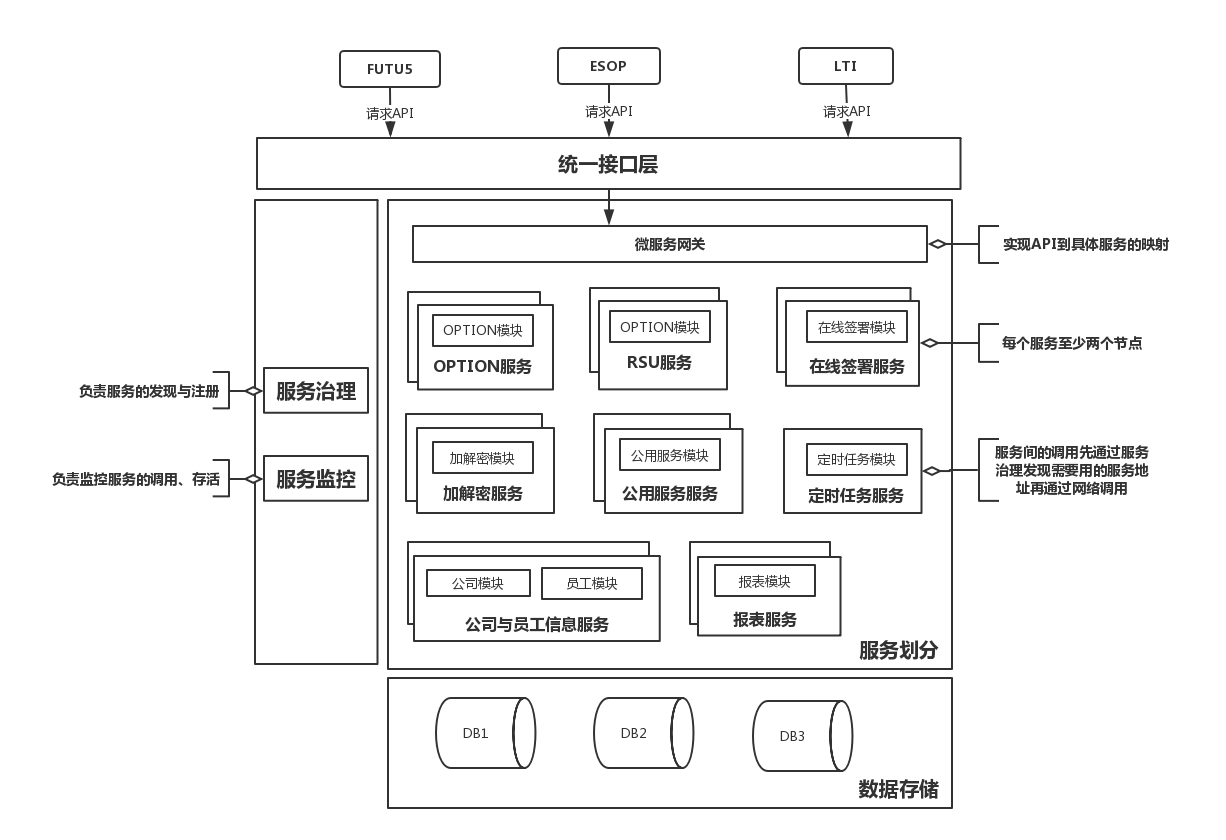 FUTU5
ESOP
LTI
请求API
请求API
请求API
统一接口层
微服务网关
实现API到具体服务的映射
OPTION模块
OPTION服务
OPTION模块
RSU服务
在线签署模块
在线签署服务
每个服务至少两个节点
负责服务的发现与注册
服务治理
负责监控服务的调用、存活
服务监控
加解密模块
加解密服务
公用服务模块
公用服务服务
定时任务模块
定时任务服务
服务间的调用先通过服务
治理发现需要用的服务地
址再通过网络调用
公司模块
员工模块
公司与员工信息服务
报表模块
报表服务
服务划分
DB1
DB2
DB3
数据存储